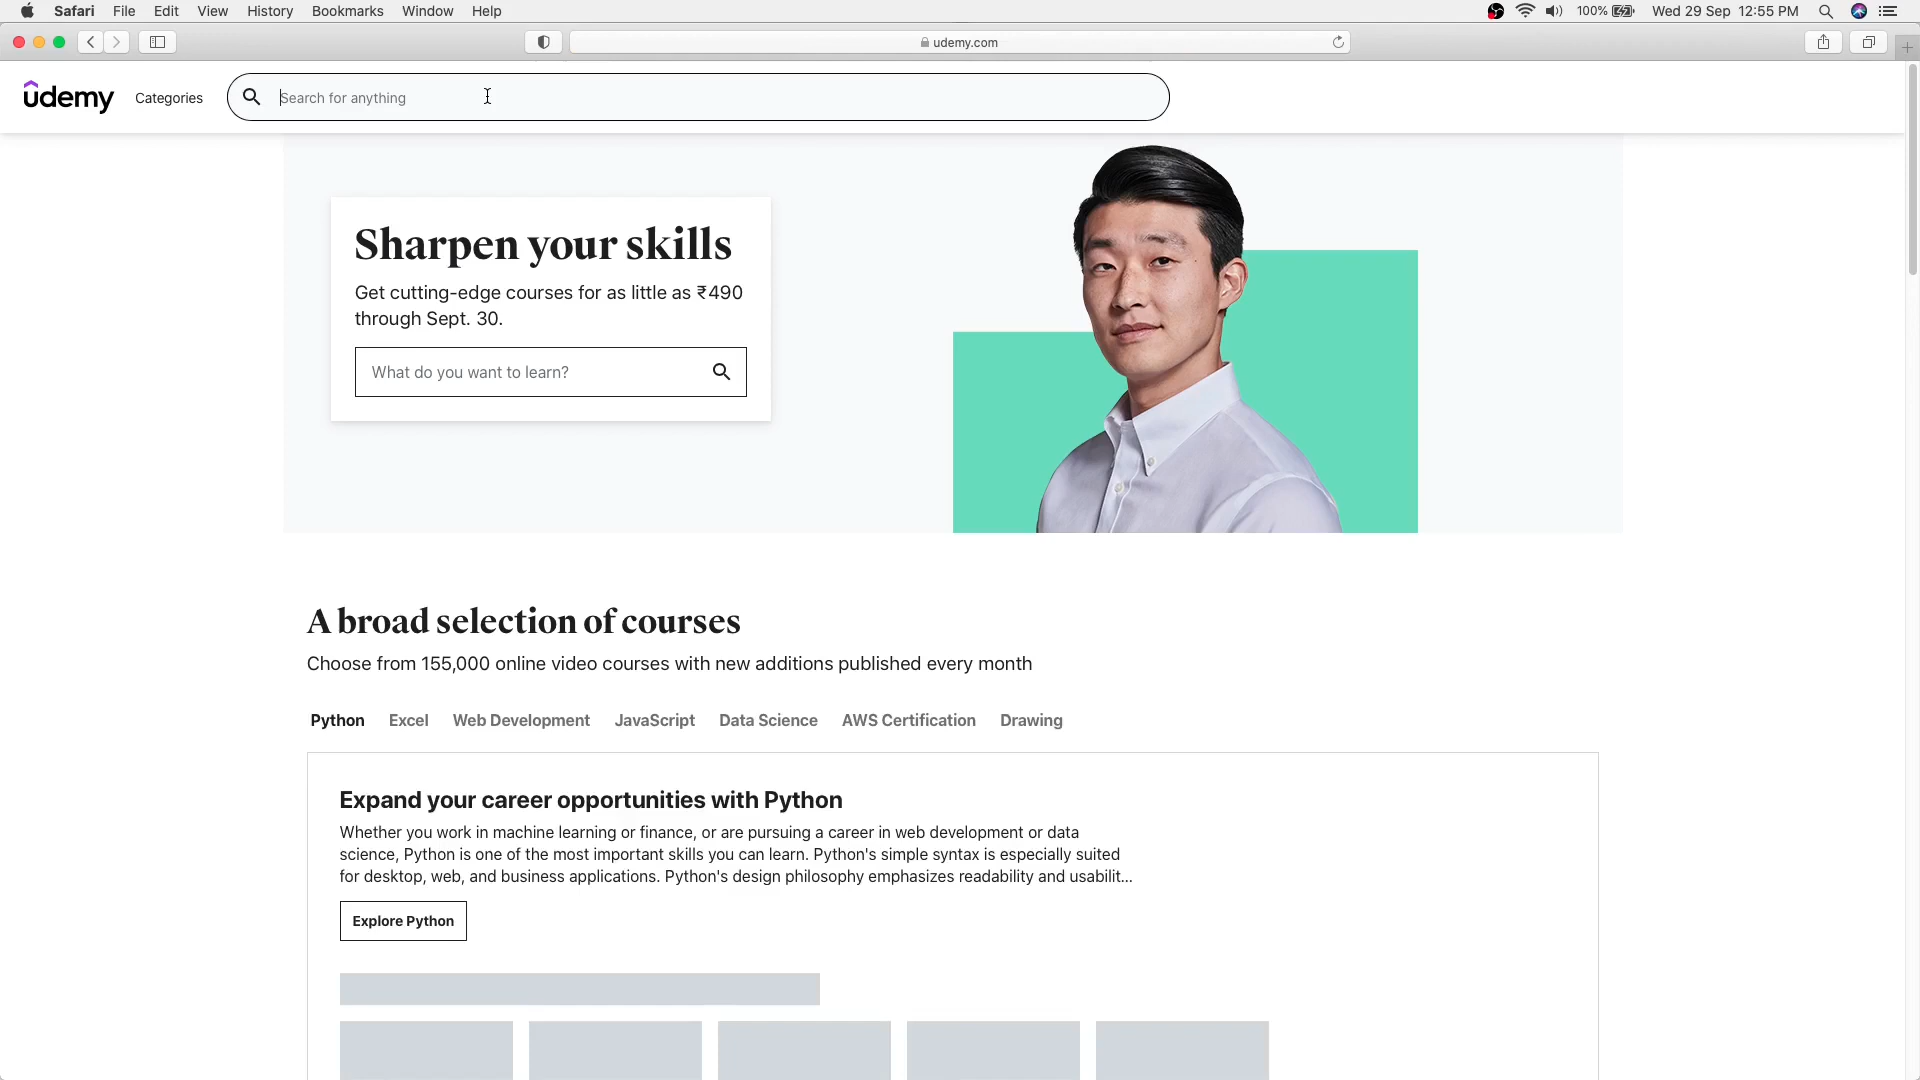 Safari File Edit View History Bookmarks Window Help
100% Wed 29 Sep 12:55 PM
udemy.com
udemy Categories Search for anything
Sharpen your skills
Get cutting-edge courses for as little as ₹490
through Sept. 30.
What do you want to learn?
A broad selection of courses
Choose from 155,000 online video courses with new additions published every month
Python Excel Web Development JavaScript Data Science AWS Certification Drawing
Expand your career opportunities with Python
Whether you work in machine learning or finance, or are pursuing a career in web development or data
science, Python is one of the most important skills you can learn. Python's simple syntax is especially suited
for desktop, web, and business applications. Python's design philosophy emphasizes readability and usabilit...
Explore Python